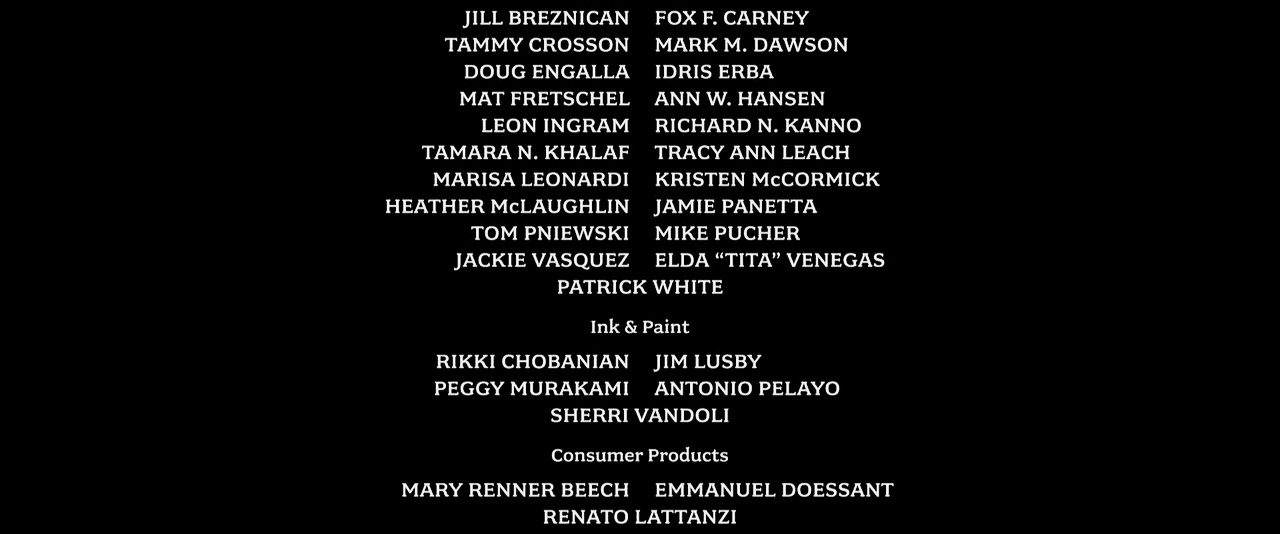 JILL BREZNICAN FOX F. CARNEY
TAMMY CROSSON MARK M. DAWSON
DOUG ENGALLA IDRIS ERBA
MAT FRETSCHEL ANN W. HANSEN
LEON INGRAM RICHARD N. KANNO
TAMARA N. KHALAF TRACY ANN LEACH
MARISA LEONARDI KRISTEN McCORMICK
HEATHER McLAUGHLIN JAMIE PANETTA
TOM PNIEWSKI MIKE PUCHER
JACKIE VASQUEZ ELDA “TITA” VENEGAS
PATRICK WHITE
Ink & Paint
RIKKI CHOBANIAN JIM LUSBY
PEGGY MURAKAMI ANTONIO PELAYO
SHERRI VANDOLI
Consumer Products
MARY RENNER BEECH EMMANUEL DOESSANT
RENATO LATTANZI